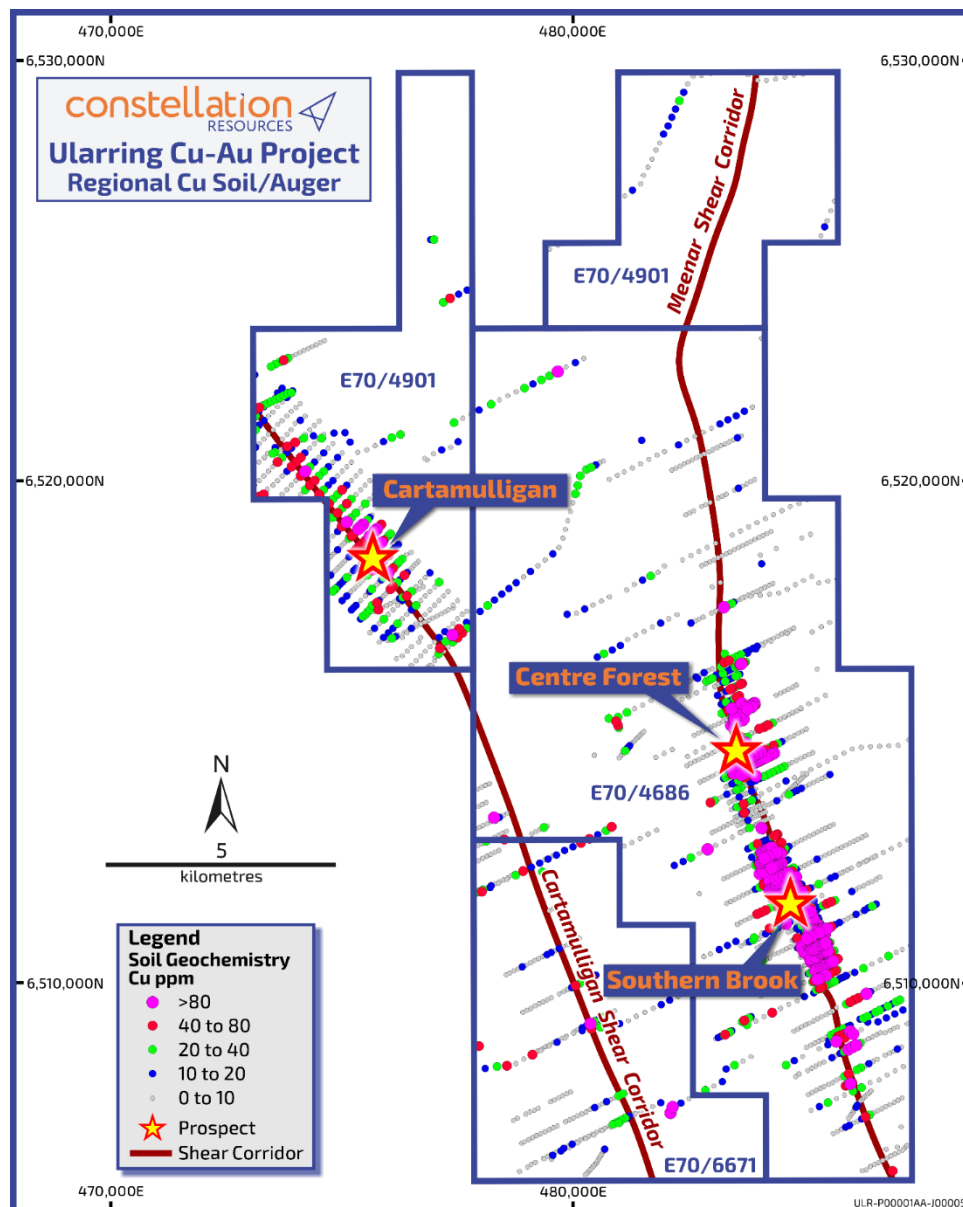 470,000E
480,000E
6,530,000N
6,530,000N
constellation
RESOURCES
Ularring Cu-Au Project
Regional Cu Soil/Auger
Meenar Shear Corridor
E70/4901
E70/4901
6,520,000N
6,520,000N
Cartamulligan
Centre Forest
E70/4686
N
5
kilometres
Cartamulligan Shear Corridor
Southern Brook
6,510,000N
6,510,000N
Legend
Soil Geochemistry
Cu ppm
>80
40 to 80
20 to 40
10 to 20
0 to 10
Prospect
Shear Corridor
E70/6671
470,000E
480,000E
ULR-P00001AA-J00005